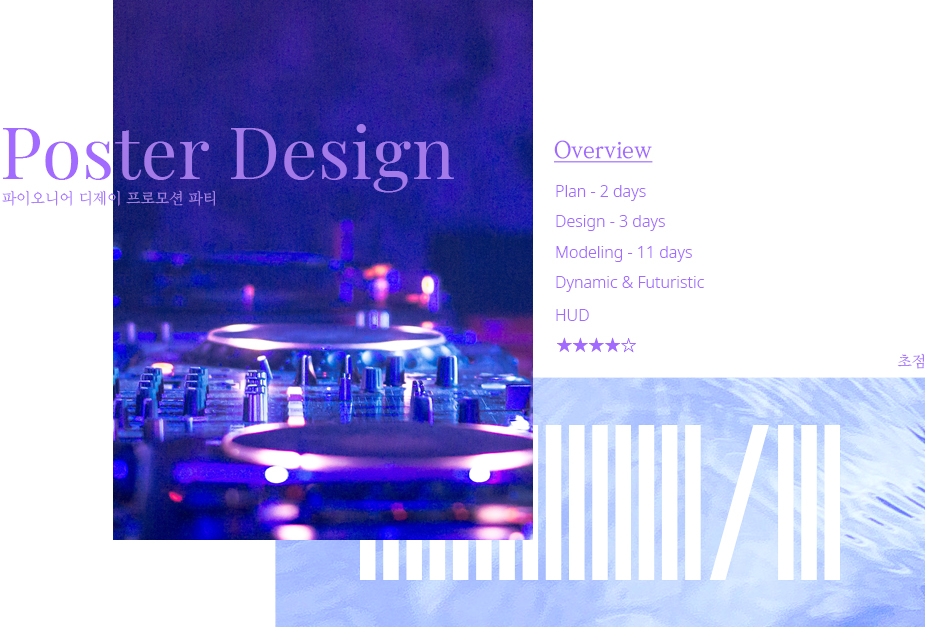 Poster Design
파이오니어 디제이 프로모션 파티
Overview
Plan - 2 days
Design - 3 days
Modeling - 11 days
Dynamic & Futuristic
HUD
★★★★☆
초점